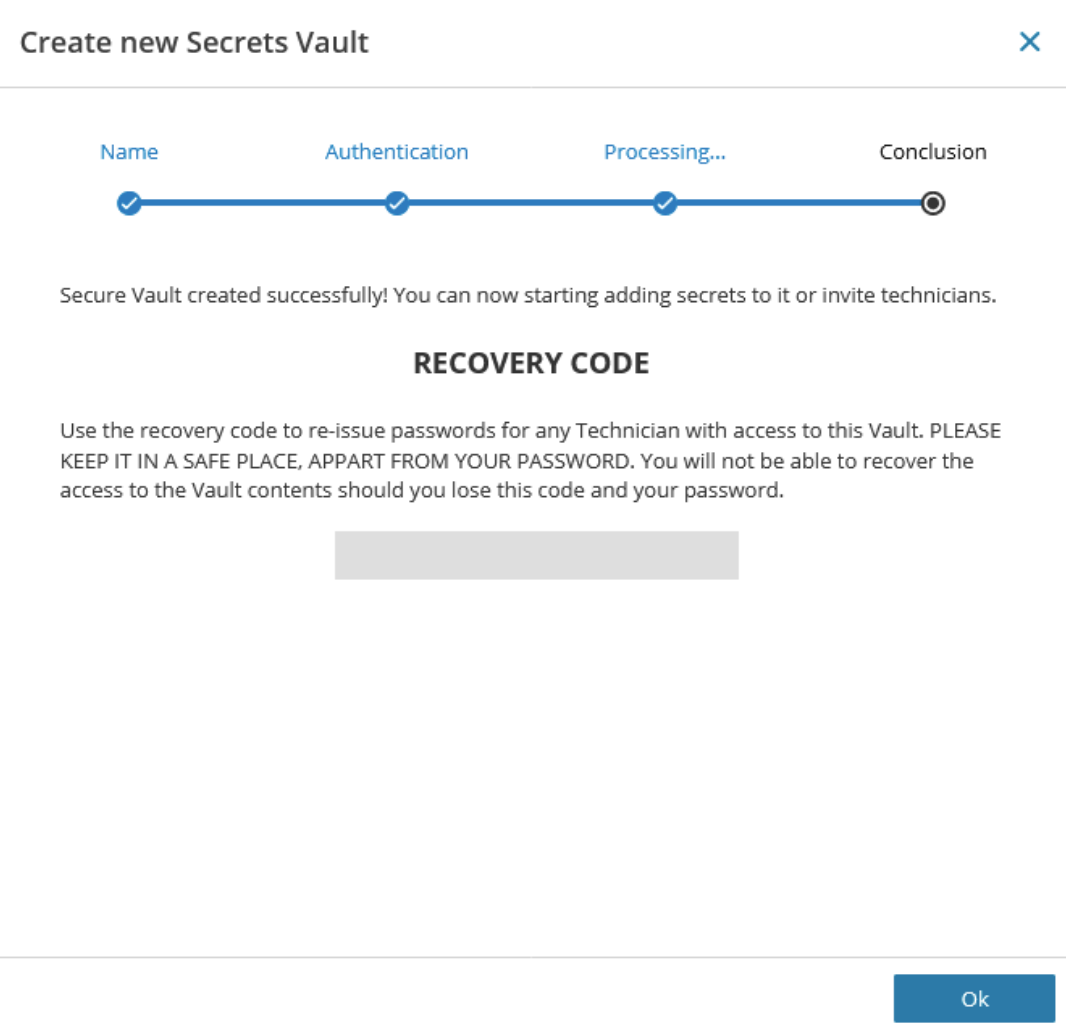 Create new Secrets Vault
Name Authentication Processing... Conclusion
Secure Vault created successfully! You can now starting adding secrets to it or invite technicians.
RECOVERY CODE
Use the recovery code to re-issue passwords for any Technician with access to this Vault. PLEASE
KEEP IT IN A SAFE PLACE, APPART FROM YOUR PASSWORD. You will not be able to recover the
access to the Vault contents should you lose this code and your password.
Ok